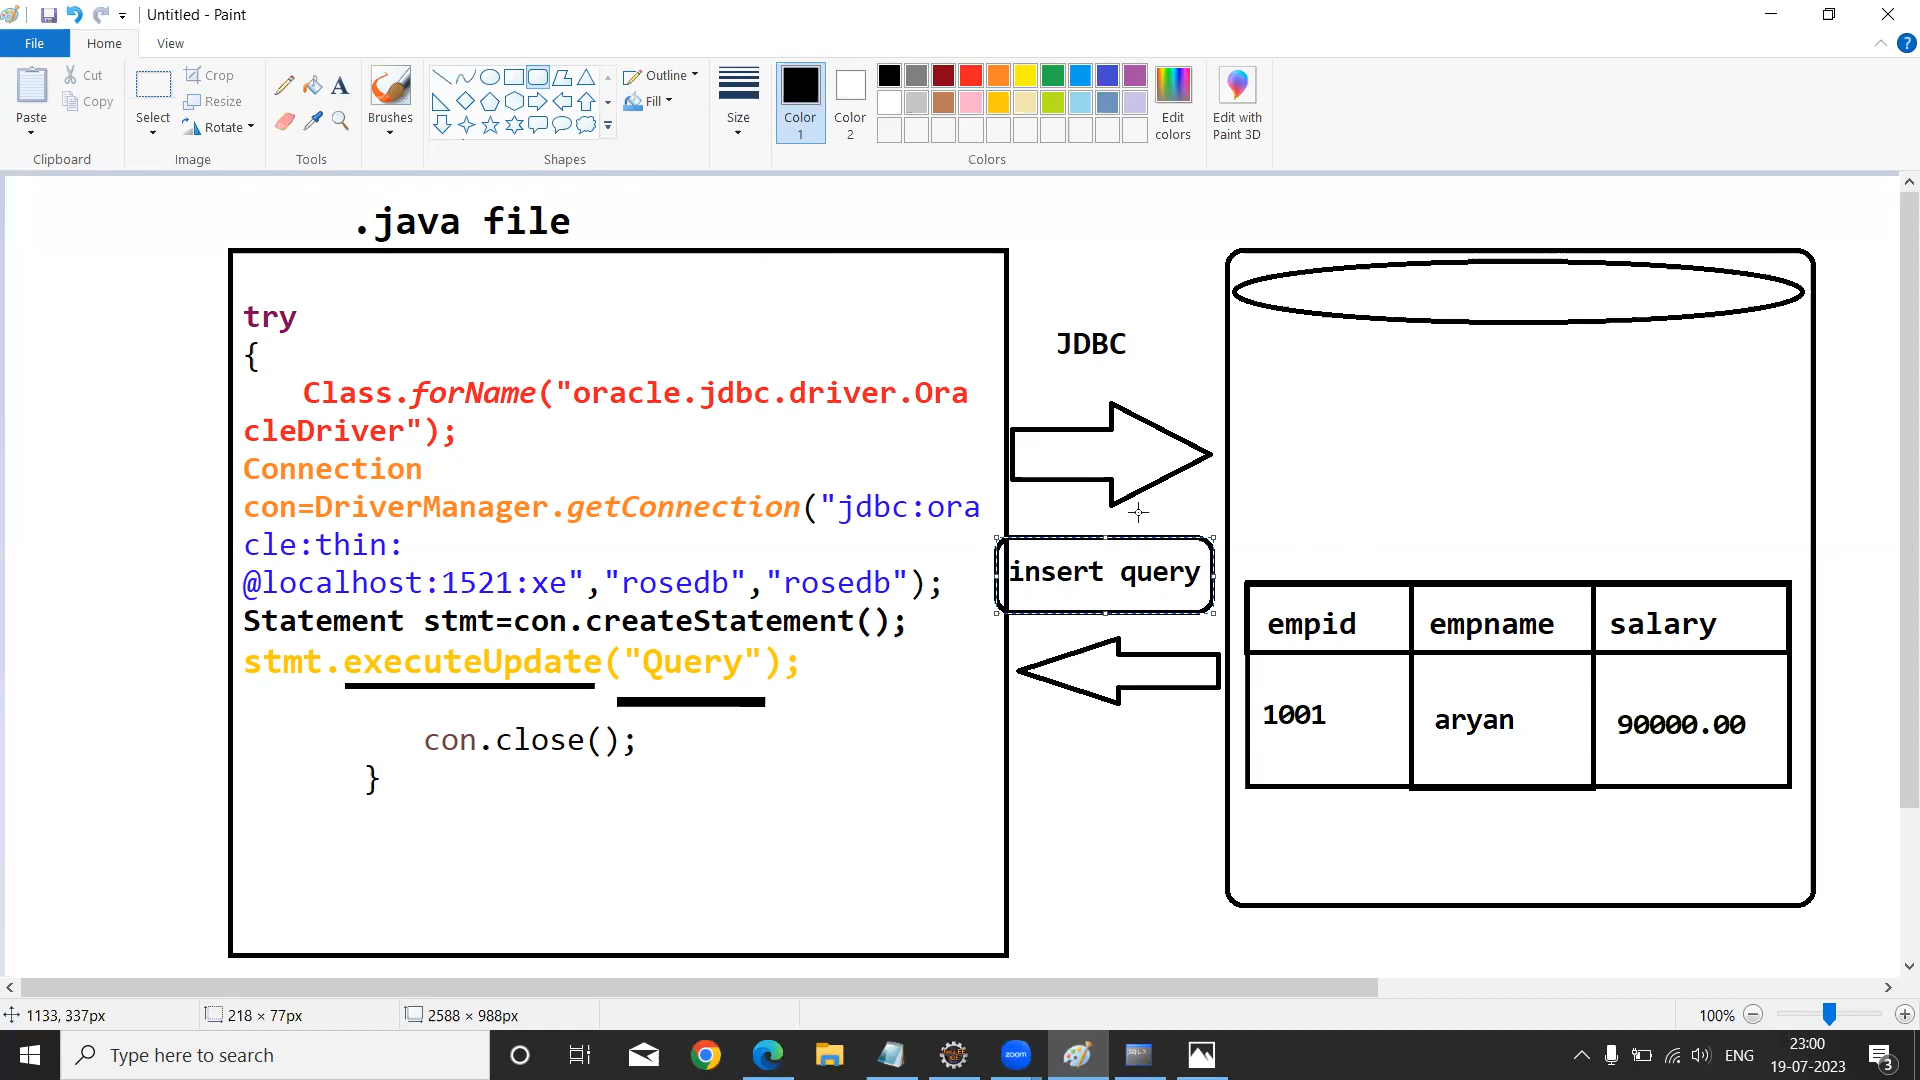 Untitled - Paint
File
Home
View
Paste
Cut
Copy
Clipboard
Select
Crop
Resize
Rotate
Image
Tools
Brushes
Outline
Fill
Shapes
Size
Color 1
Color 2
Colors
Edit colors
Edit with Paint 3D
.java file
try
{
Class.forName("oracle.jdbc.driver.Ora
cleDriver");
Connection
con=DriverManager.getConnection("jdbc:ora
cle:thin:
@localhost:1521:xe","rosedb","rosedb");
Statement stmt=con.createStatement();
stmt.executeUpdate("Query");
con.close();
}
JDBC
insert query
empid empname salary
1001 aryan 90000.00
1133, 337px
218 × 77px
2588 × 988px
100%
Type here to search
zoom
ENG
23:00
19-07-2023
3